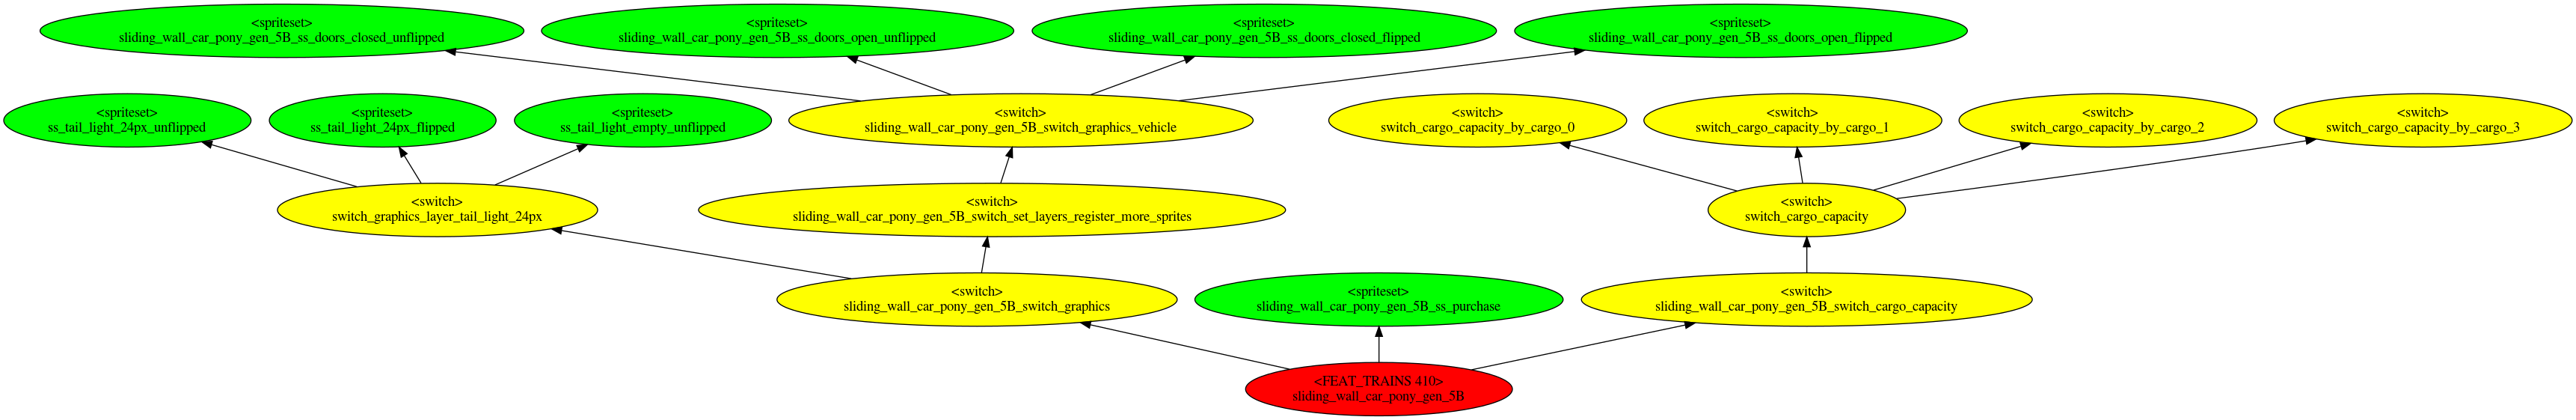 <spriteset>
sliding_wall_car_pony_gen_5B_ss_doors_closed_unflipped
<spriteset>
sliding_wall_car_pony_gen_5B_ss_doors_open_unflipped
<spriteset>
sliding_wall_car_pony_gen_5B_ss_doors_closed_flipped
<spriteset>
sliding_wall_car_pony_gen_5B_ss_doors_open_flipped
<spriteset>
ss_tail_light_24px_unflipped
<spriteset>
ss_tail_light_24px_flipped
<spriteset>
ss_tail_light_empty_unflipped
<switch>
sliding_wall_car_pony_gen_5B_switch_graphics_vehicle
<switch>
switch_cargo_capacity_by_cargo_0
<switch>
switch_cargo_capacity_by_cargo_1
<switch>
switch_cargo_capacity_by_cargo_2
<switch>
switch_cargo_capacity_by_cargo_3
<switch>
switch_graphics_layer_tail_light_24px
<switch>
sliding_wall_car_pony_gen_5B_switch_set_layers_register_more_sprites
<switch>
switch_cargo_capacity
<switch>
sliding_wall_car_pony_gen_5B_switch_graphics
<spriteset>
sliding_wall_car_pony_gen_5B_ss_purchase
<switch>
sliding_wall_car_pony_gen_5B_switch_cargo_capacity
<FEAT_TRAINS 410>
sliding_wall_car_pony_gen_5B